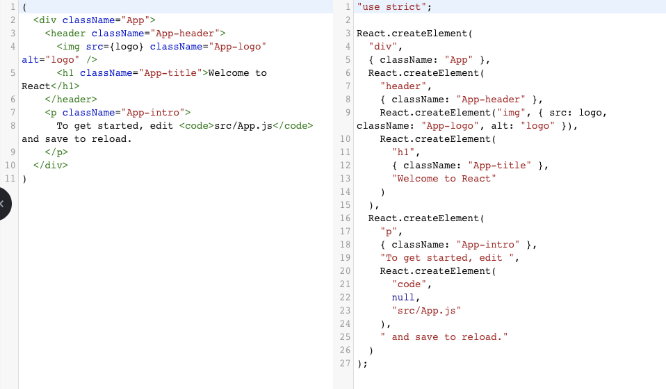 1 (
2   <div className="App">
3     <header className="App-header">
4       <img src={logo} className="App-logo"
alt="logo" />
5       <h1 className="App-title">Welcome to
React</h1>
6     </header>
7     <p className="App-intro">
8       To get started, edit <code>src/App.js</code>
and save to reload.
9     </p>
10   </div>
11 )
1 "use strict";
2
3 React.createElement(
4   "div",
5   { className: "App" },
6   React.createElement(
7     "header",
8     { className: "App-header" },
9     React.createElement("img", { src: logo,
className: "App-logo", alt: "logo" }),
10     React.createElement(
11       "h1",
12       { className: "App-title" },
13       "Welcome to React"
14     )
15   ),
16   React.createElement(
17     "p",
18     { className: "App-intro" },
19     "To get started, edit ",
20     React.createElement(
21       "code",
22       null,
23       "src/App.js"
24     ),
25     " and save to reload."
26   )
27 );